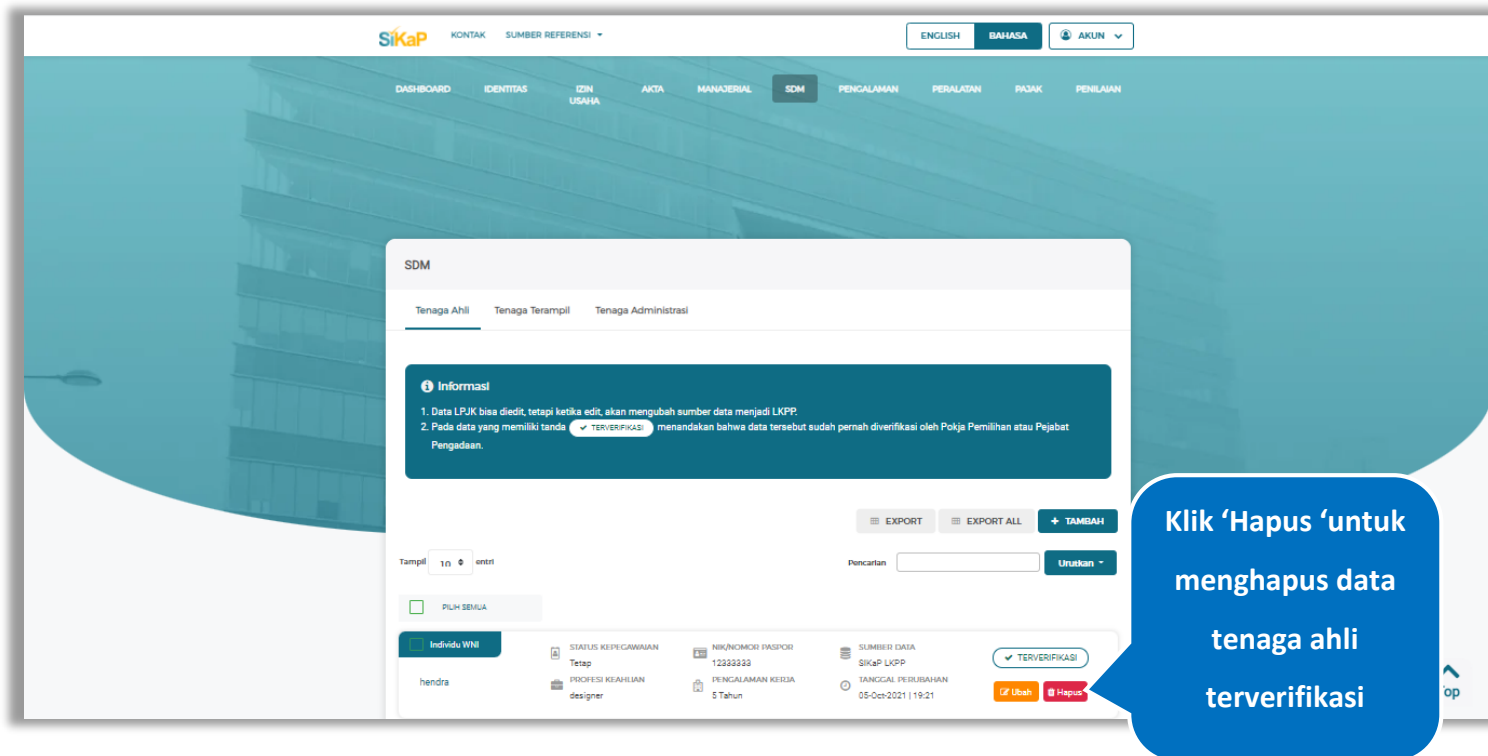 SiKaP KONTAK SUMBER REFERENSI ENGLISH BAHASA AKUN
DASHBOARD IDENTITAS IZIN USAHA AKTA MANAJERIAL SDM PENGALAMAN PERALATAN PAJAK PENILAIAN
SDM
Tenaga Ahli Tenaga Terampil Tenaga Administrasi
Informasi
1. Data LPJK bisa diedit, tetapi ketika edit, akan mengubah sumber data menjadi LKPP.
2. Pada data yang memiliki tanda TERVERIFIKASI menandakan bahwa data tersebut sudah pernah diverifikasi oleh Pokja Pemilihan atau Pejabat
Pengadaan.
EXPORT EXPORT ALL + TAMBAH
Tampil 10 entri Pencarian Urutkan
PILIH SEMUA
Individu WNI
hendra
STATUS KEPEGAWAIAN
Tetap
PROFESI KEAHLIAN
designer
NIK/NOMOR PASPOR
12333333
PENGALAMAN KERJA
5 Tahun
SUMBER DATA
SIKaP LKPP
TANGGAL PERUBAHAN
05-Oct-2021 | 19:21
TERVERIFIKASI
Ubah Hapus
Klik ‘Hapus ‘untuk
menghapus data
tenaga ahli
terverifikasi